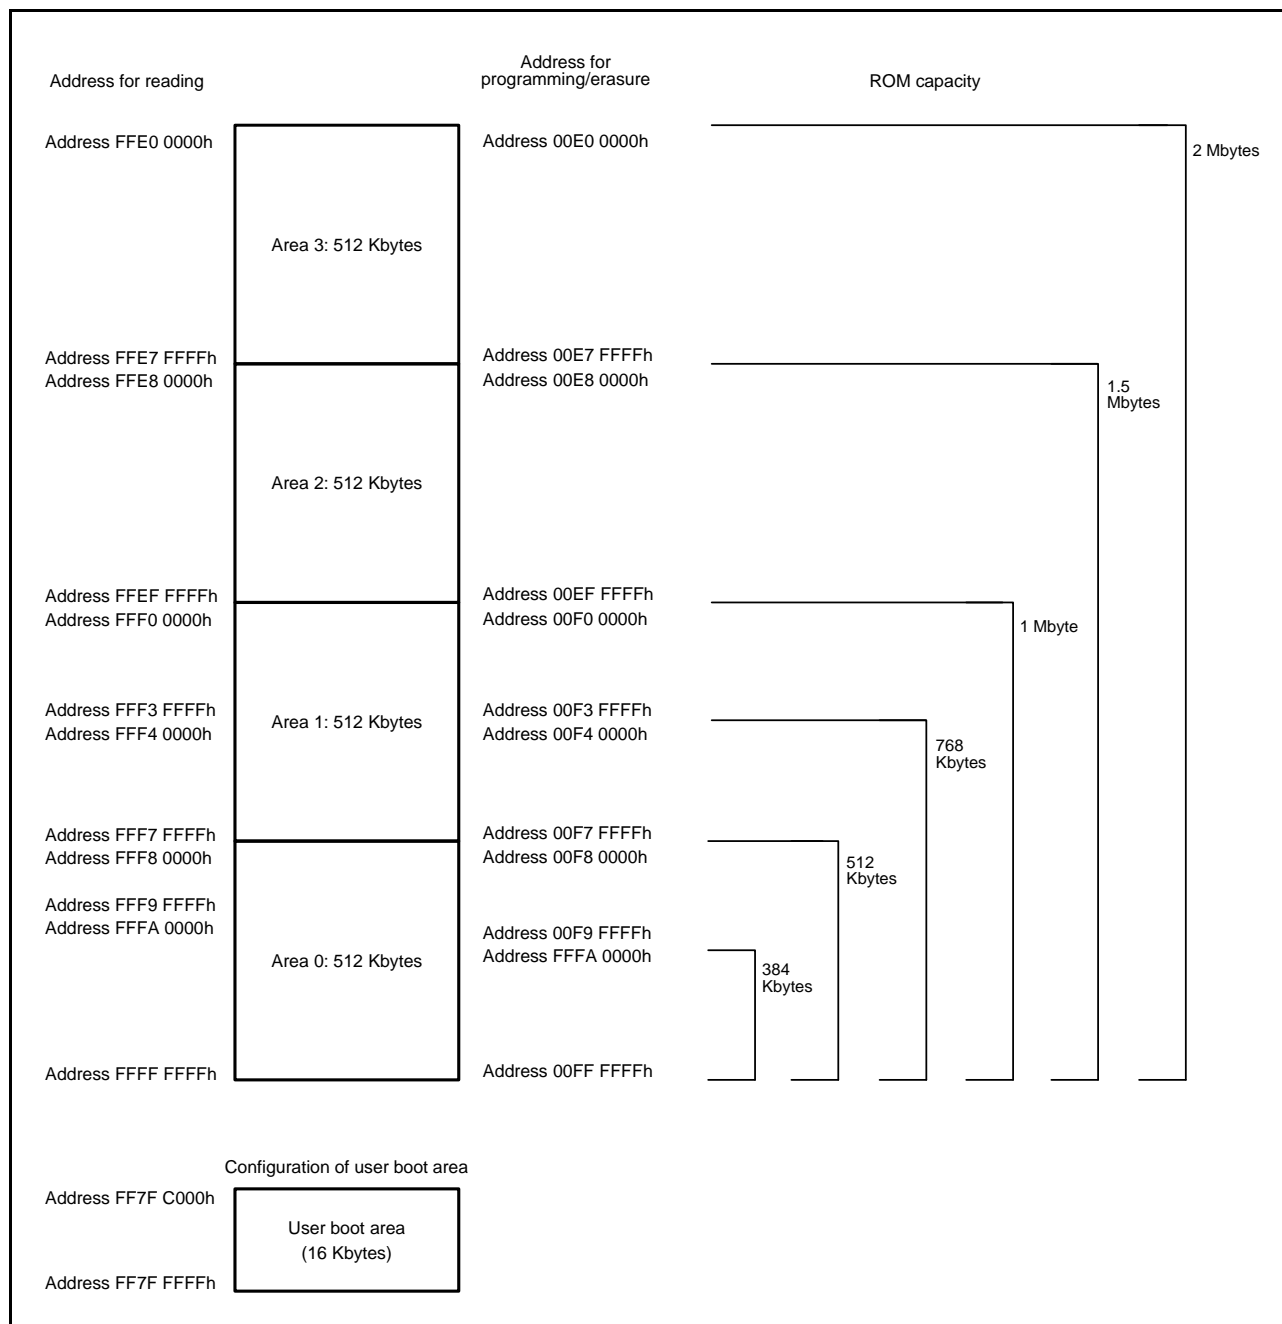 Address for reading
Address for
programming/erasure
ROM capacity
Address FFE0 0000h
Address 00E0 0000h
2 Mbytes
Area 3: 512 Kbytes
Address FFE7 FFFFh
Address 00E7 FFFFh
Address FFE8 0000h
Address 00E8 0000h
1.5
Mbytes
Area 2: 512 Kbytes
Address FFEF FFFFh
Address 00EF FFFFh
Address FFF0 0000h
Address 00F0 0000h
1 Mbyte
Address FFF3 FFFFh
Address 00F3 FFFFh
Area 1: 512 Kbytes
Address FFF4 0000h
Address 00F4 0000h
768
Kbytes
Address FFF7 FFFFh
Address 00F7 FFFFh
Address FFF8 0000h
Address 00F8 0000h
512
Kbytes
Address FFF9 FFFFh
Address FFFA 0000h
Address 00F9 FFFFh
Address FFFA 0000h
Area 0: 512 Kbytes
384
Kbytes
Address FFFF FFFFh
Address 00FF FFFFh
Configuration of user boot area
Address FF7F C000h
User boot area
(16 Kbytes)
Address FF7F FFFFh